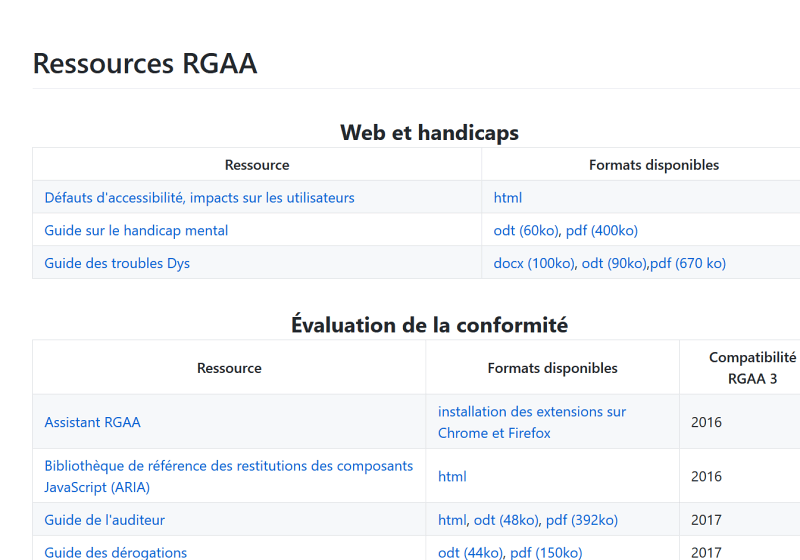 Ressources RGAA
Web et handicaps
Ressource Formats disponibles
Défauts d'accessibilité, impacts sur les utilisateurs html
Guide sur le handicap mental odt (60ko), pdf (400ko)
Guide des troubles Dys docx (100ko), odt (90ko),pdf (670 ko)
Évaluation de la conformité
Ressource Formats disponibles Compatibilité
RGAA 3
Assistant RGAA installation des extensions sur
Chrome et Firefox 2016
Bibliothèque de référence des restitutions des composants
JavaScript (ARIA) html 2016
Guide de l'auditeur html, odt (48ko), pdf (392ko) 2017
Guide des dérogations odt (44ko), pdf (150ko) 2017